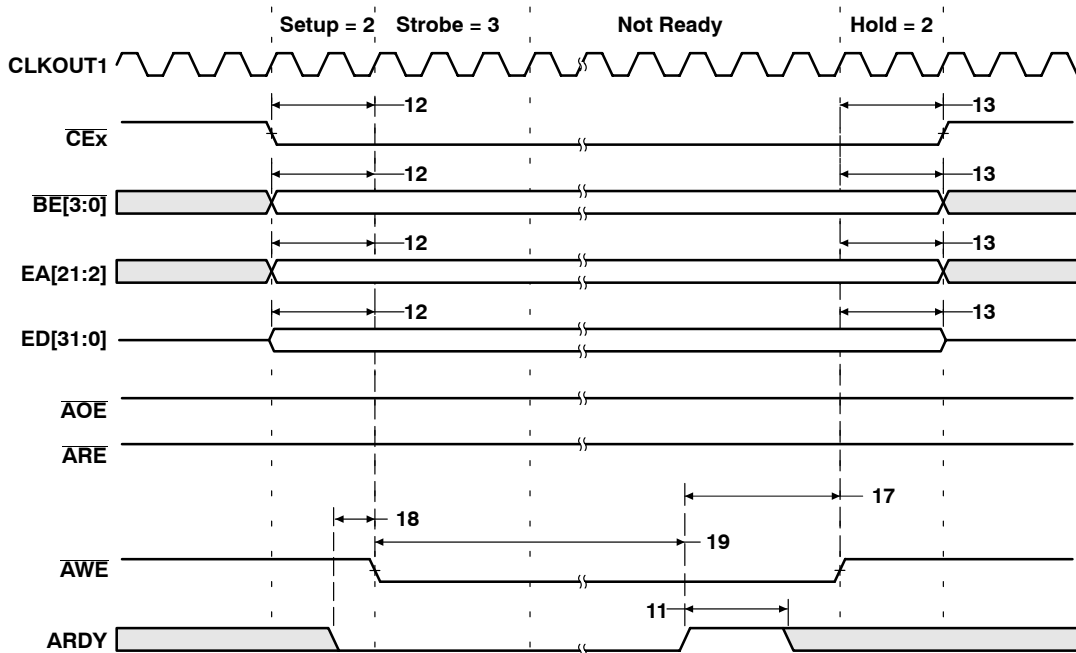 Setup = 2 Strobe = 3 Not Ready Hold = 2
CLKOUT1
12 13
CEx
12 13
BE[3:0]
12 13
EA[21:2]
12 13
ED[31:0]
AOE
ARE
17
18
19
AWE
11
ARDY